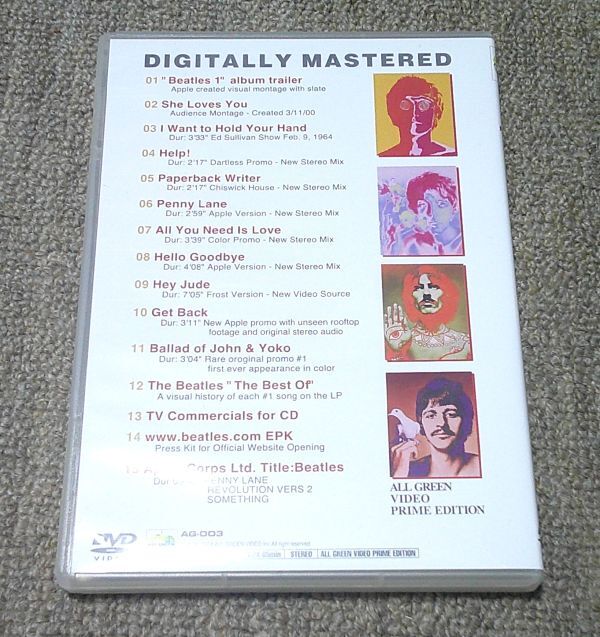 DIGITALLY MASTERED
01 "Beatles 1" album trailer
Apple created visual montage with slate
02 She Loves You
Audience Montage - Created 3/11/00
03 I Want to Hold Your Hand
Dur: 3'33" Ed Sullivan Show Feb. 9, 1964
04 Help!
Dur: 2'17" Dartless Promo - New Stereo Mix
05 Paperback Writer
Dur: 2'17" Chiswick House - New Stereo Mix
06 Penny Lane
Dur: 2'59" Apple Version - New Stereo Mix
07 All You Need Is Love
Dur: 3'39" Color Promo - New Stereo Mix
08 Hello Goodbye
Dur: 4'08" Apple Version - New Stereo Mix
09 Hey Jude
Dur: 7'05" Frost Version - New Video Source
10 Get Back
Dur: 3'11" New Apple promo with unseen rooftop
footage and original stereo audio
11 Ballad of John & Yoko
Dur: 3'04" Rare oroginal promo #1
first ever appearance in color
12 The Beatles "The Best Of"
A visual history of each #1 song on the LP
13 TV Commercials for CD
14 www.beatles.com EPK
Press Kit for Official Website Opening
Corps Ltd. Title:Beatles
PENNY LANE
REVOLUTION VERS 2
SOMETHING
ALL GREEN
VIDEO
PRIME EDITION
DVD
VIDEO
AG-003
GREEN VIDEO Inc All right reserved
STEREO ALL GREEN VIDEO PRIME EDITION